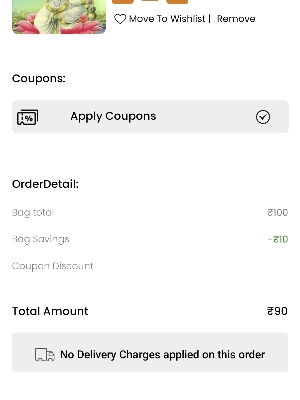 Move To Wishlist | Remove
Coupons:
Apply Coupons
OrderDetail:
Bag total ₹100
Bag Savings -₹10
Coupon Discount
Total Amount ₹90
No Delivery Charges applied on this order